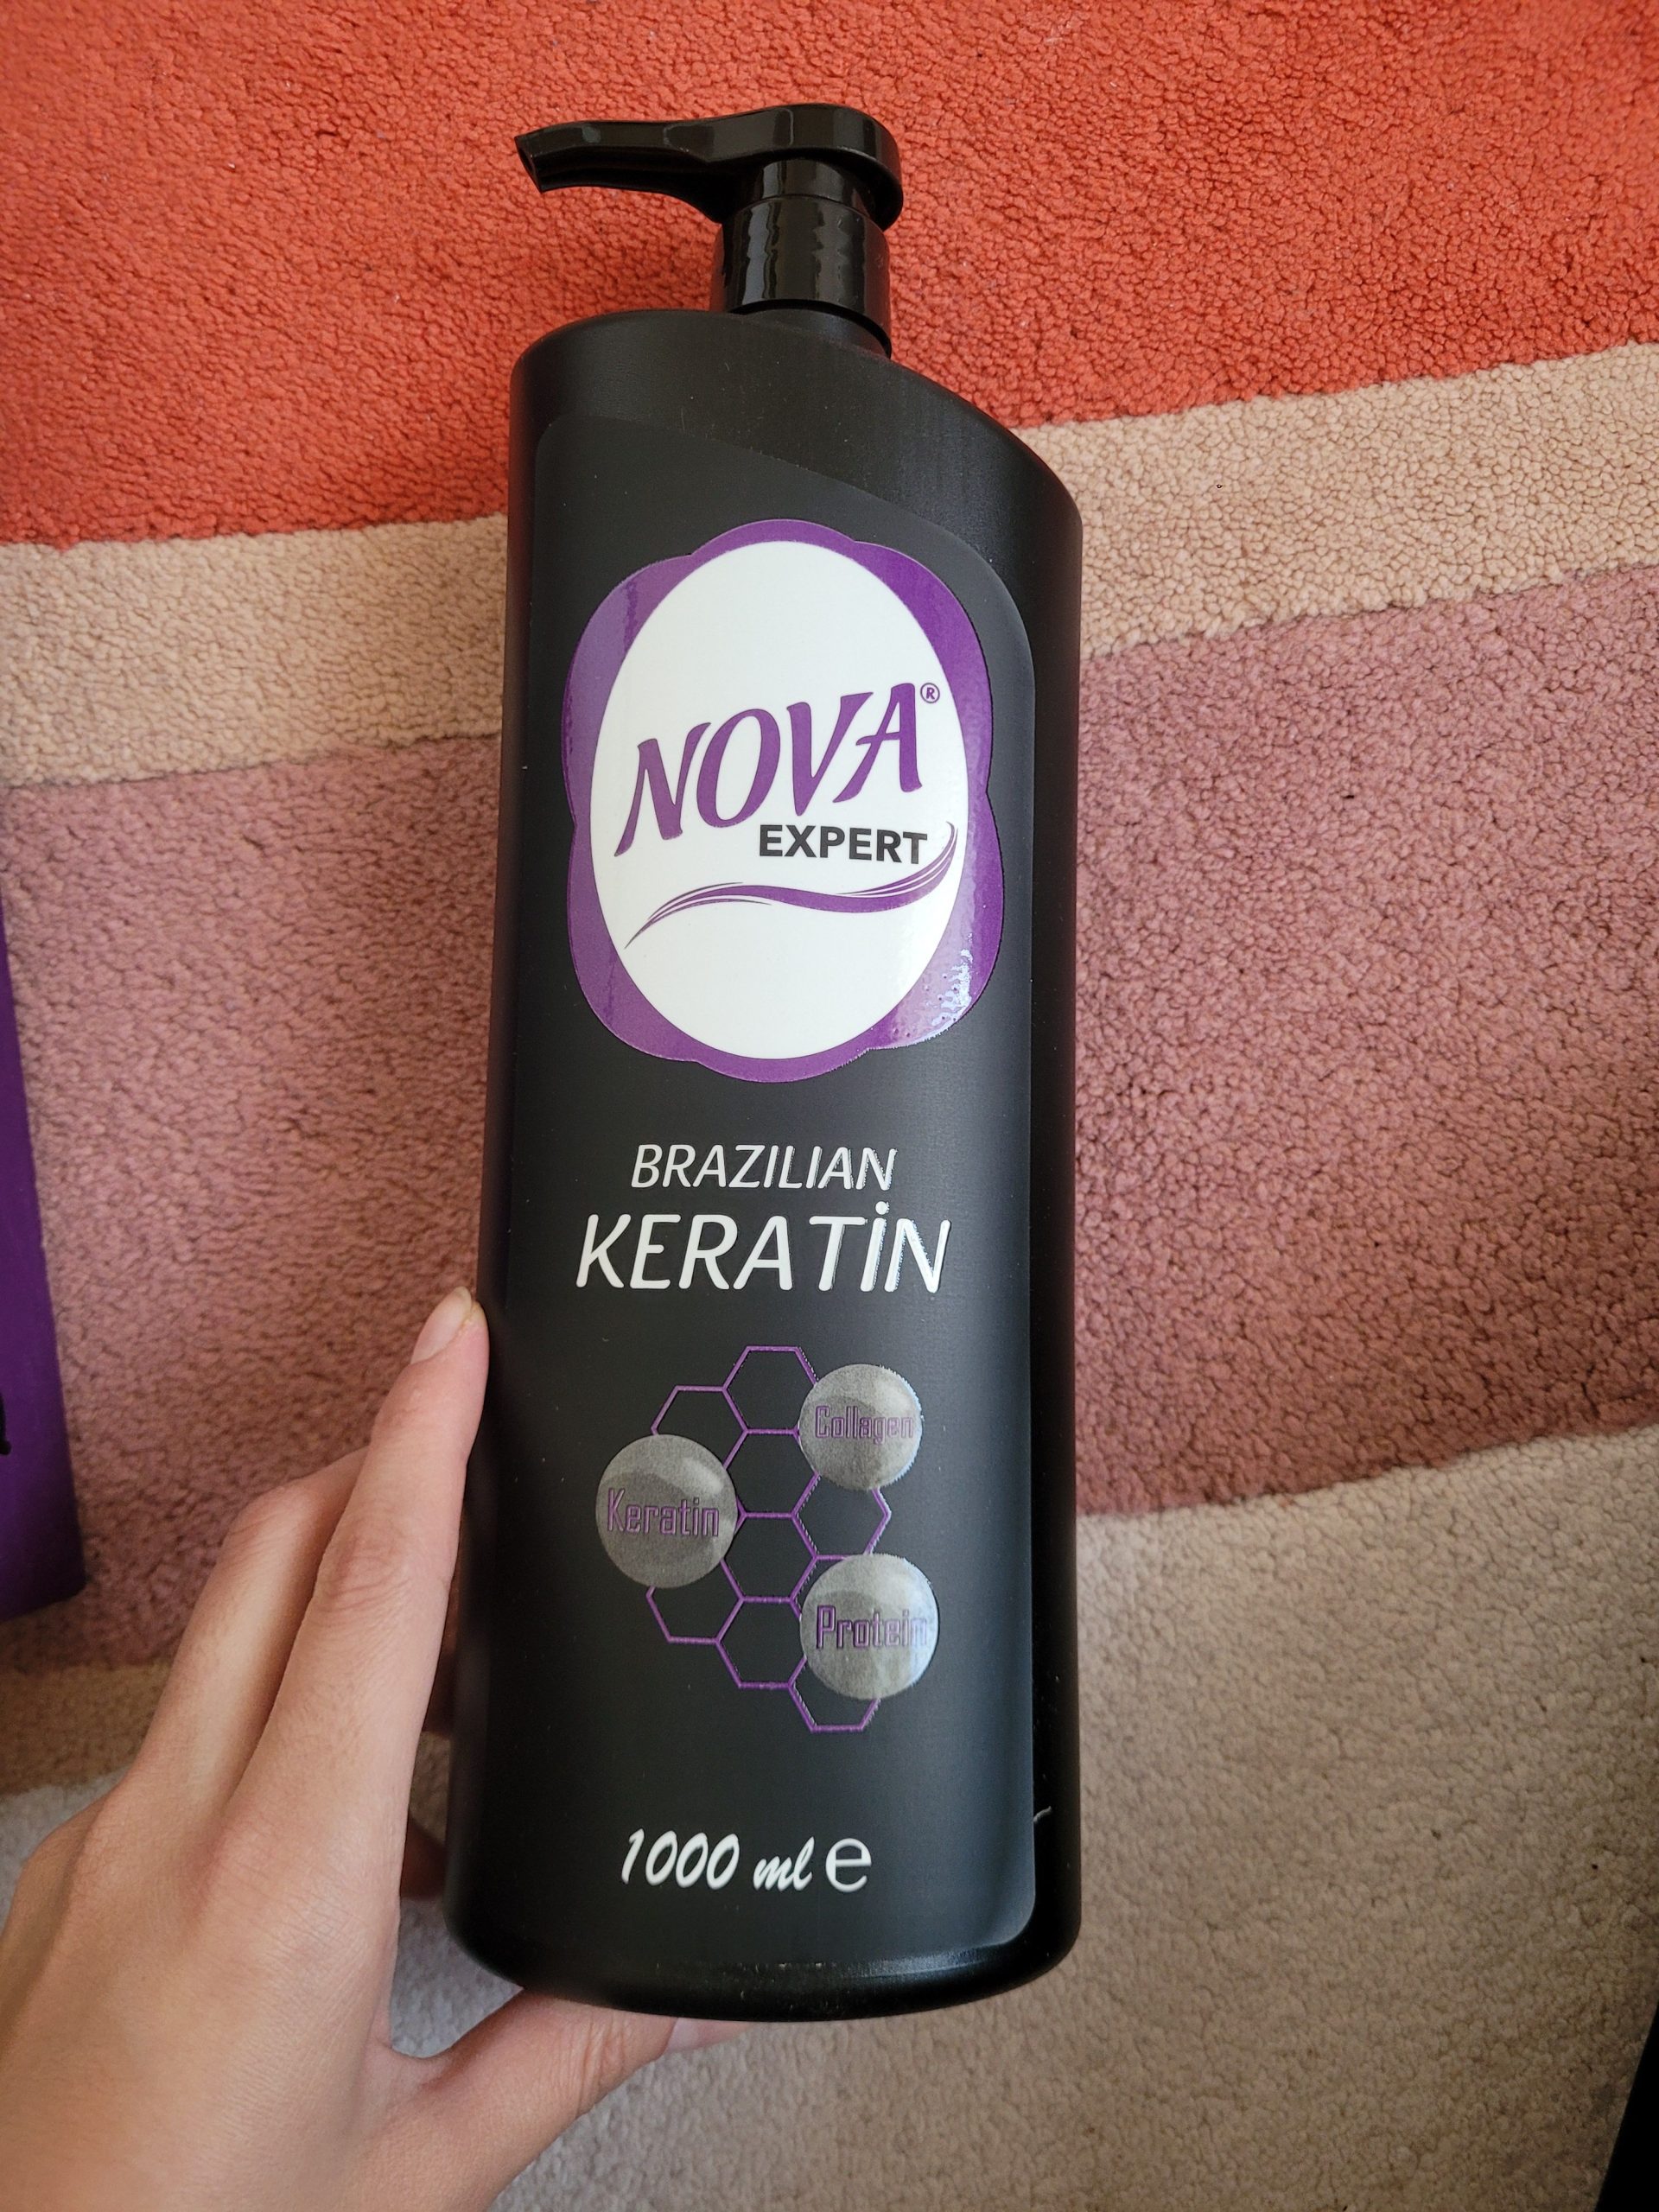 NOVA®
EXPERT
BRAZILIAN
KERATİN
Collagen
Keratin
Protein
1000 ml ℮